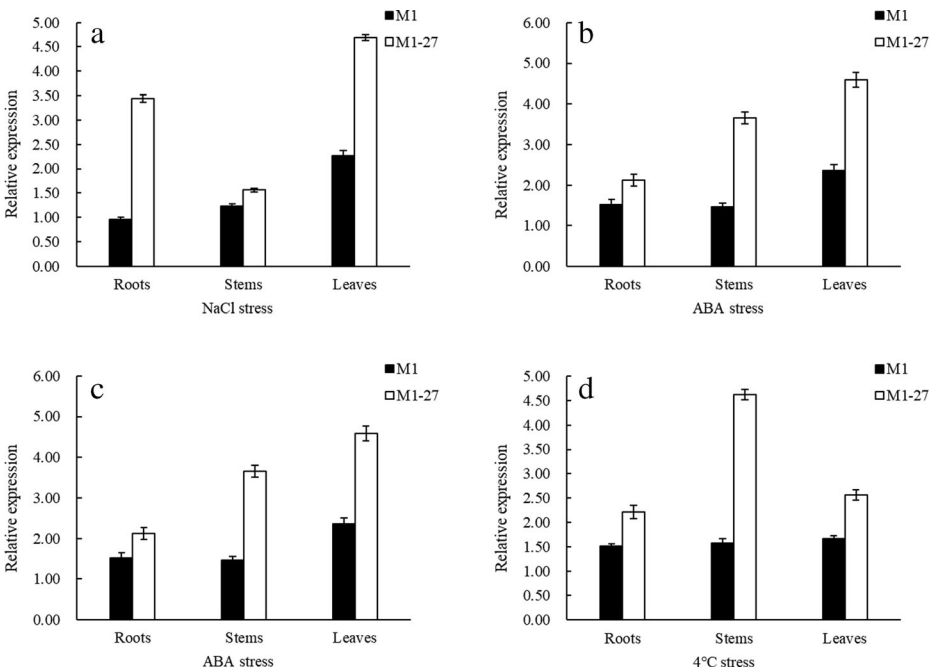 a
M1
M1-27
5.00
4.50
4.00
3.50
3.00
2.50
2.00
1.50
1.00
0.50
0.00
Relative expression
Roots Stems Leaves
NaCl stress
b
M1
M1-27
6.00
5.00
4.00
3.00
2.00
1.00
0.00
Relative expression
Roots Stems Leaves
ABA stress
c
M1
M1-27
6.00
5.00
4.00
3.00
2.00
1.00
0.00
Relative expression
Roots Stems Leaves
ABA stress
d
M1
M1-27
5.00
4.50
4.00
3.50
3.00
2.50
2.00
1.50
1.00
0.50
0.00
Relative expression
Roots Stems Leaves
4°C stress